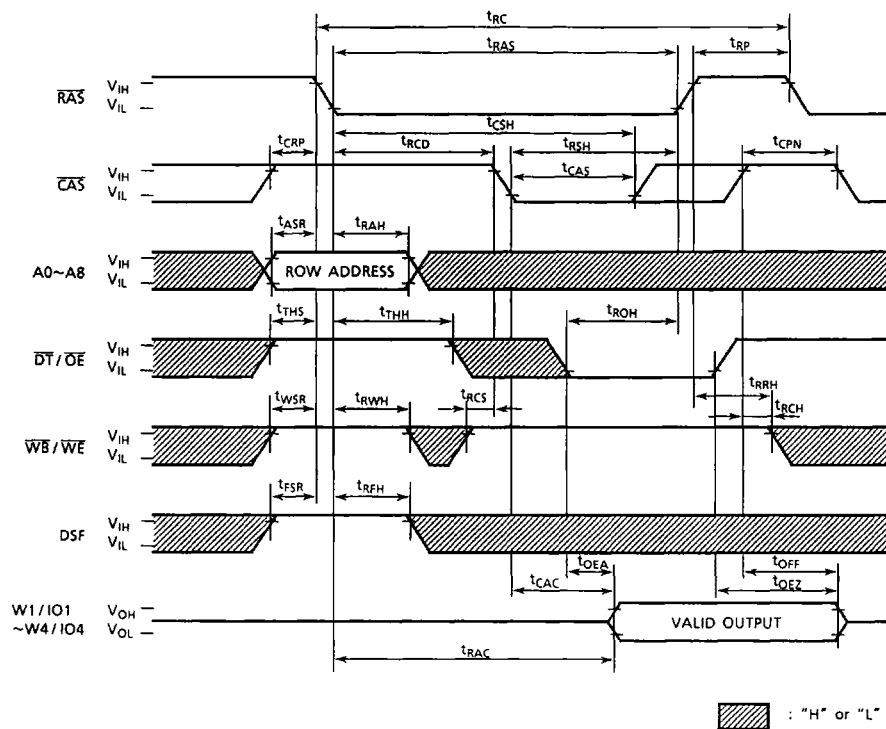 tRC
tRAS
tRP
RAS
VIH
VIL
tCSH
tCRP
tRCD
tRSH
tCPN
CAS
VIH
VIL
tCAS
tASR
tRAH
A0~A8
VIH
VIL
ROW ADDRESS
tTHS
tTHH
tROH
DT/OE
VIH
VIL
tRRH
tWSR
tRWH
tRCS
tRCH
WB/WE
VIH
VIL
tFSR
tRFH
DSF
VIH
VIL
tOEA
tOFF
tCAC
tOEZ
W1/IO1
~W4/IO4
VOH
VOL
VALID OUTPUT
tRAC
: "H" or "L"